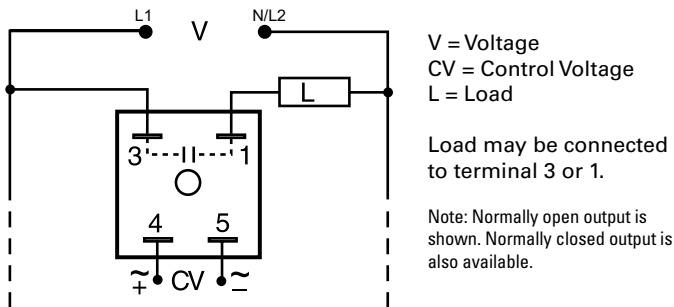 L1 V N/L2
V = Voltage
CV = Control Voltage
L = Load
L
3 1
Load may be connected
to terminal 3 or 1.
4 5
Note: Normally open output is
shown. Normally closed output is
also available.
~ CV ~
+ –